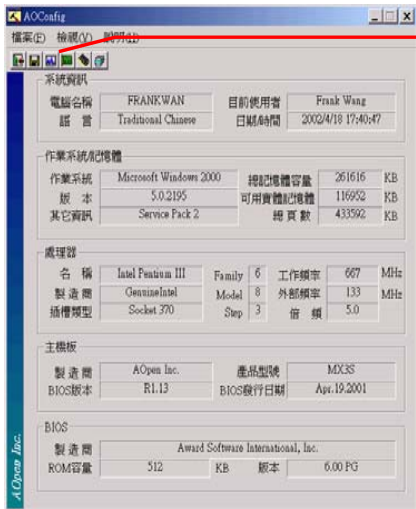 AOConfig
檔案(F) 檢視(V) 說明(H)
系統資訊
電腦名稱 FRANKWAN 目前使用者 Frank Wang
語 言 Traditional Chinese 日期/時間 2002/4/18 17:40:47
作業系統/記憶體
作業系統 Microsoft Windows 2000 總記憶體容量 261616 KB
版 本 5.0.2195 可用實體記憶體 116952 KB
其它資訊 Service Pack 2 總 頁 數 433592 KB
處理器
名 稱 Intel Pentium III Family 6 工作頻率 667 MHz
製 造 商 GenuineIntel Model 8 外部頻率 133 MHz
插槽類型 Socket 370 Step 3 倍 頻 5.0
主機板
製 造 商 AOpen Inc. 產品型號 MX3S
BIOS版本 R1.13 BIOS發行日期 Apr.19.2001
BIOS
製 造 商 Award Software International, Inc.
ROM容量 512 KB 版本 6.00 PG
AOpen Inc.